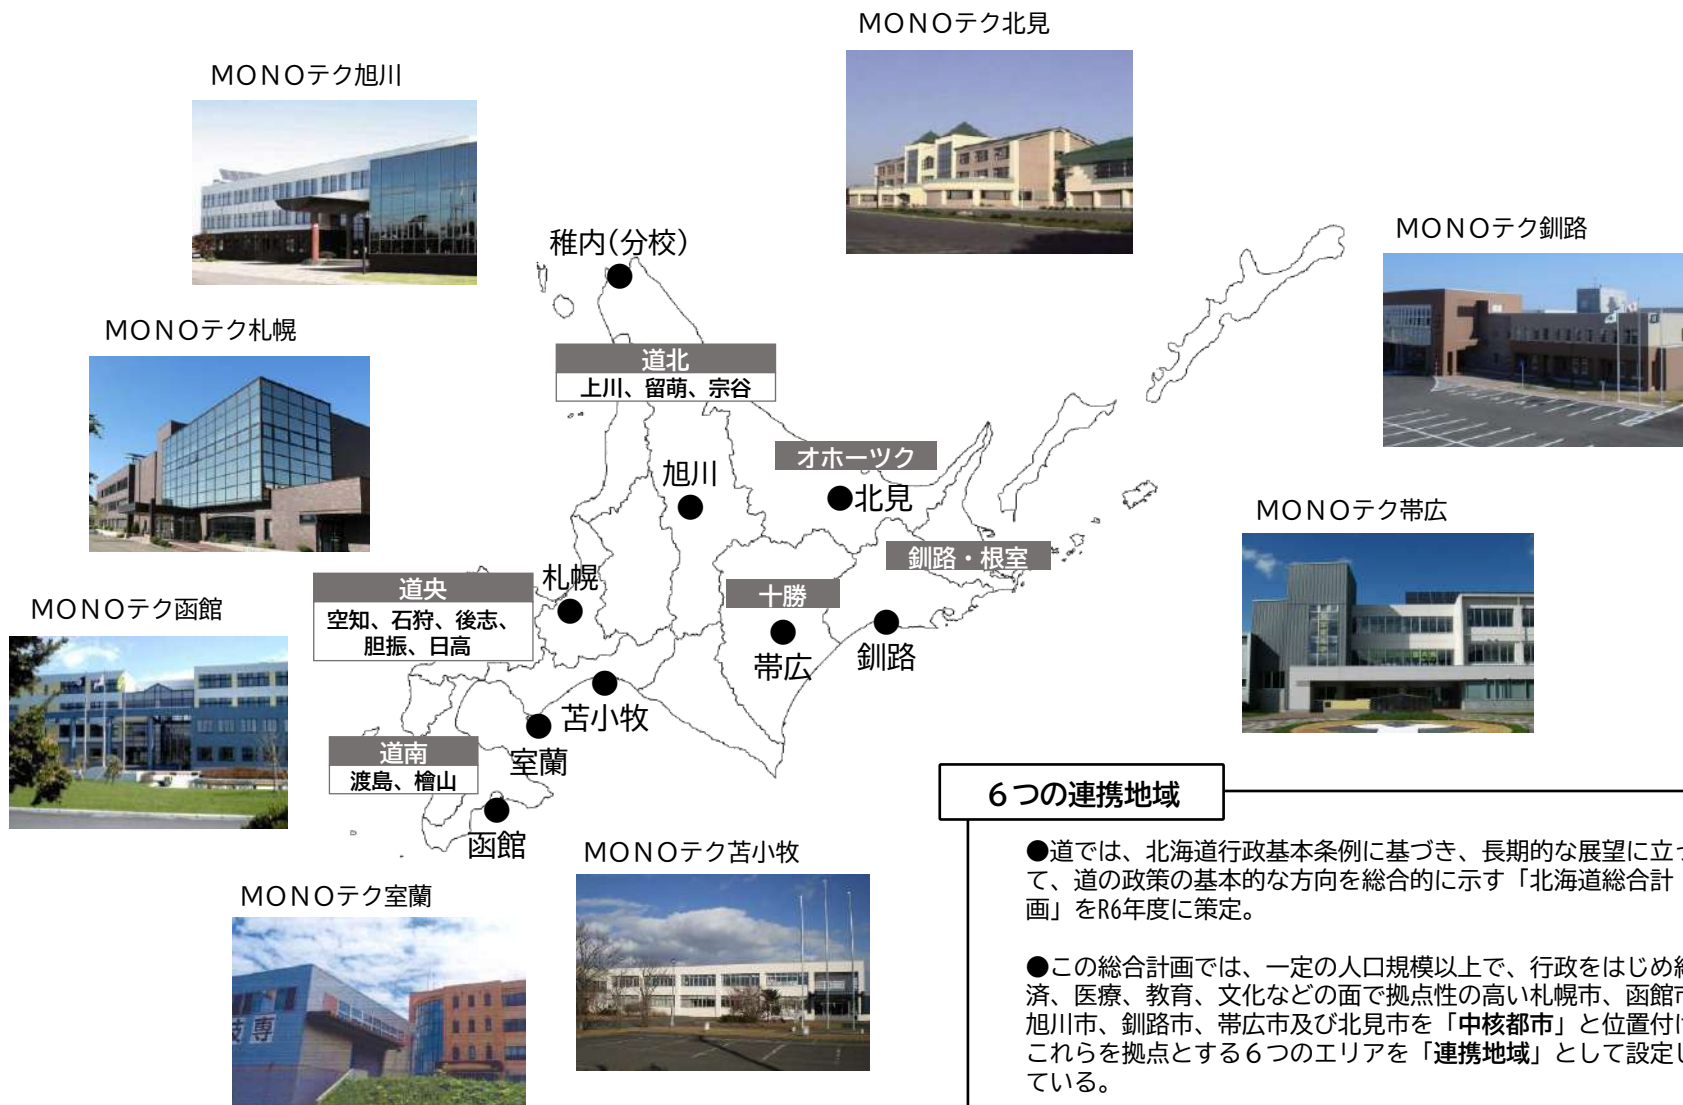 MONOテク北見
MONOテク旭川
MONOテク釧路
稚内(分校)
MONOテク札幌
道北
上川、留萌、宗谷
オホーツク
旭川
北見
MONOテク帯広
釧路・根室
札幌
道央
空知、石狩、後志、
胆振、日高
十勝
MONOテク函館
帯広
釧路
苫小牧
道南
渡島、檜山
室蘭
函館
6つの連携地域
MONOテク苫小牧
MONOテク室蘭
●道では、北海道行政基本条例に基づき、長期的な展望に立っ
て、道の政策の基本的な方向を総合的に示す「北海道総合計
画」をR6年度に策定。
●この総合計画では、一定の人口規模以上で、行政をはじめ経
済、医療、教育、文化などの面で拠点性の高い札幌市、函館市
旭川市、釧路市、帯広市及び北見市を「中核都市」と位置付け
これらを拠点とする6つのエリアを「連携地域」として設定し
ている。
技専